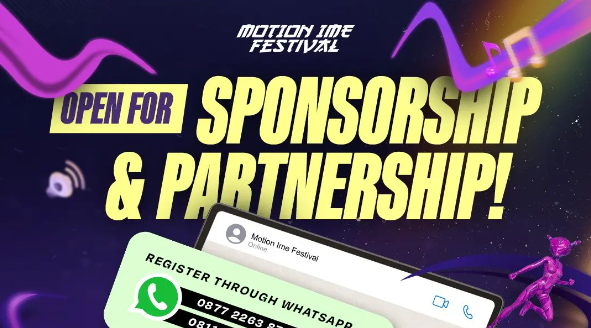 MOTION IME
FESTIVAL
OPEN FOR
SPONSORSHIP
& PARTNERSHIP!
Motion Ime Festival
Online
REGISTER THROUGH WHATSAPP
0877 2263